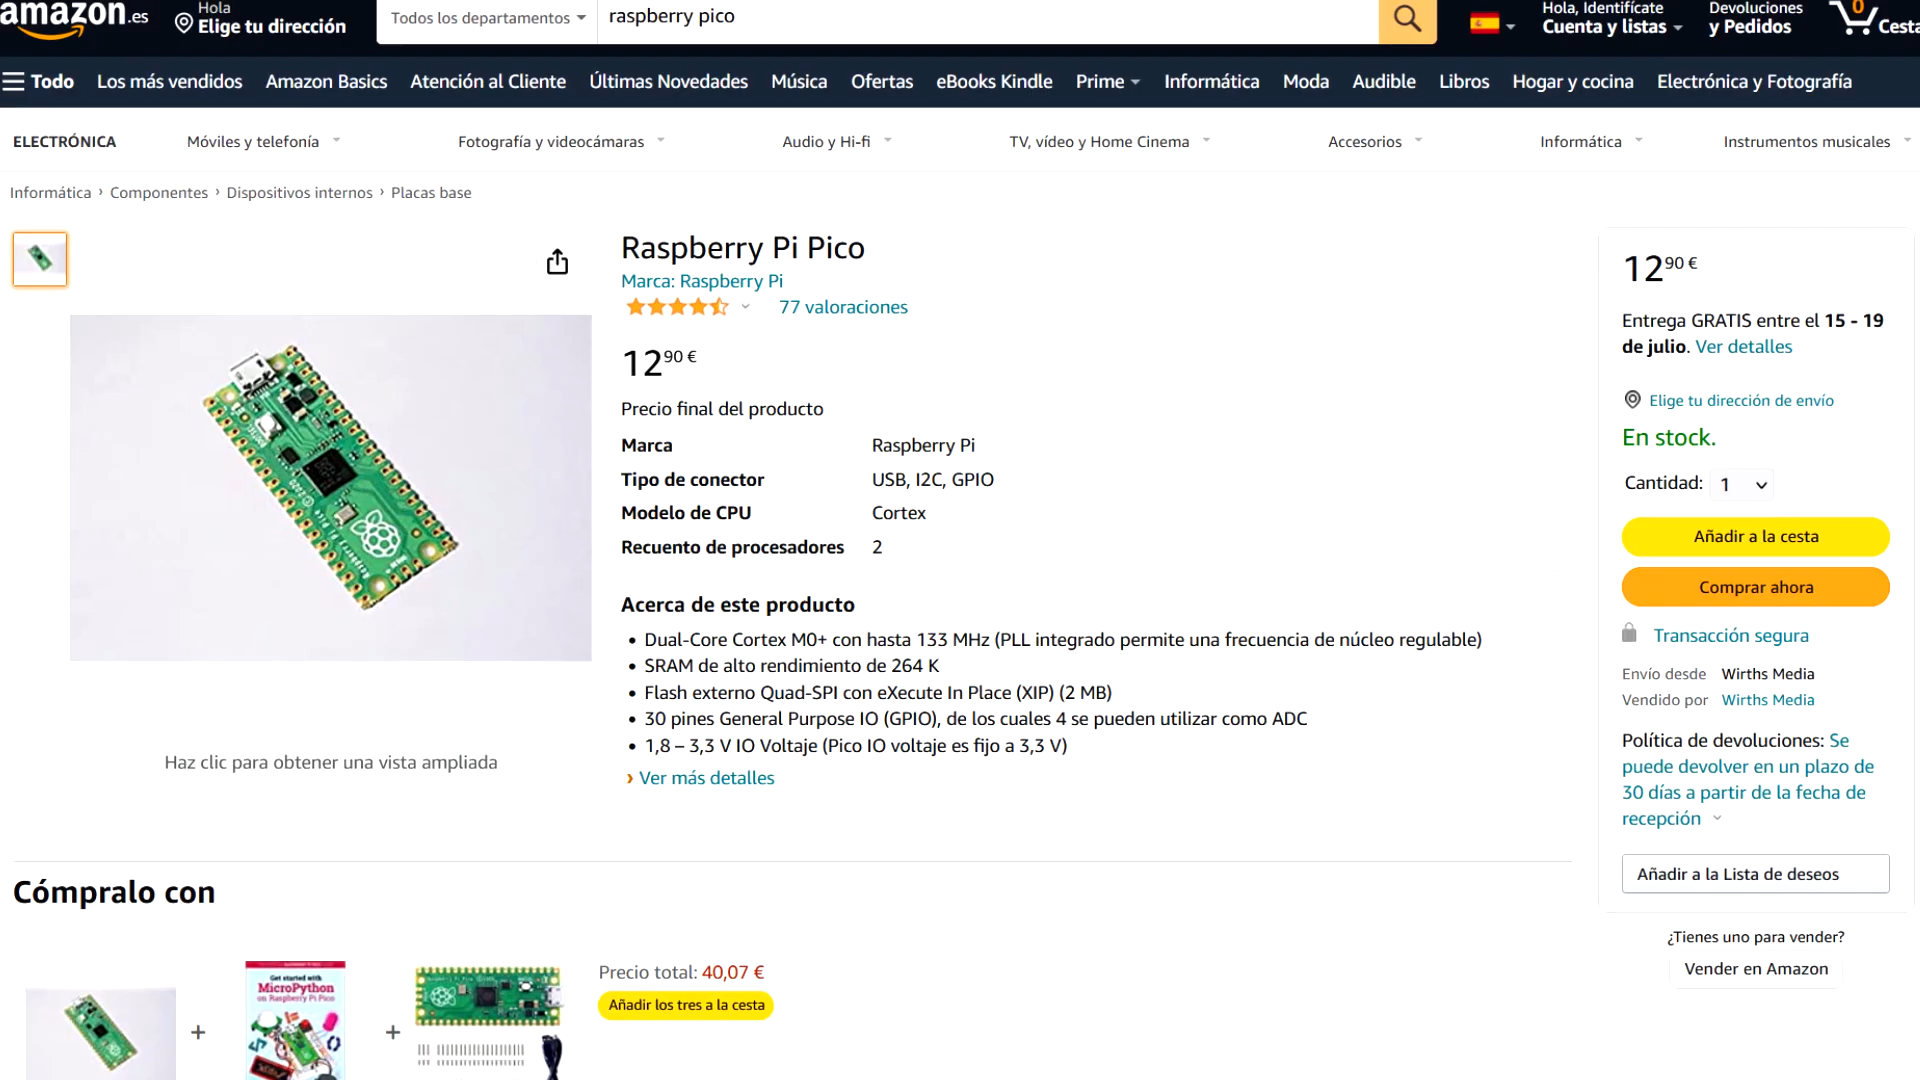 amazon.es
Hola
Elige tu dirección
Todos los departamentos
raspberry pico
Hola, Identifícate
Cuenta y listas
Devoluciones
y Pedidos
0
Cesta
Todo
Los más vendidos
Amazon Basics
Atención al Cliente
Últimas Novedades
Música
Ofertas
eBooks Kindle
Prime
Informática
Moda
Audible
Libros
Hogar y cocina
Electrónica y Fotografía
ELECTRÓNICA
Móviles y telefonía
Fotografía y videocámaras
Audio y Hi-fi
TV, vídeo y Home Cinema
Accesorios
Informática
Instrumentos musicales
Informática › Componentes › Dispositivos internos › Placas base
Raspberry Pi Pico
Marca: Raspberry Pi
77 valoraciones
12 90 €
Precio final del producto
Marca Raspberry Pi
Tipo de conector USB, I2C, GPIO
Modelo de CPU Cortex
Recuento de procesadores 2
Acerca de este producto
• Dual-Core Cortex M0+ con hasta 133 MHz (PLL integrado permite una frecuencia de núcleo regulable)
• SRAM de alto rendimiento de 264 K
• Flash externo Quad-SPI con eXecute In Place (XIP) (2 MB)
• 30 pines General Purpose IO (GPIO), de los cuales 4 se pueden utilizar como ADC
• 1,8 – 3,3 V IO Voltaje (Pico IO voltaje es fijo a 3,3 V)
› Ver más detalles
Haz clic para obtener una vista ampliada
12 90 €
Entrega GRATIS entre el 15 - 19
de julio. Ver detalles
Elige tu dirección de envío
En stock.
Cantidad: 1
Añadir a la cesta
Comprar ahora
Transacción segura
Envío desde Wirths Media
Vendido por Wirths Media
Política de devoluciones: Se
puede devolver en un plazo de
30 días a partir de la fecha de
recepción
Añadir a la Lista de deseos
¿Tienes uno para vender?
Vender en Amazon
Cómpralo con
+
Get started with
MicroPython
on Raspberry Pi Pico
+
Precio total: 40,07 €
Añadir los tres a la cesta